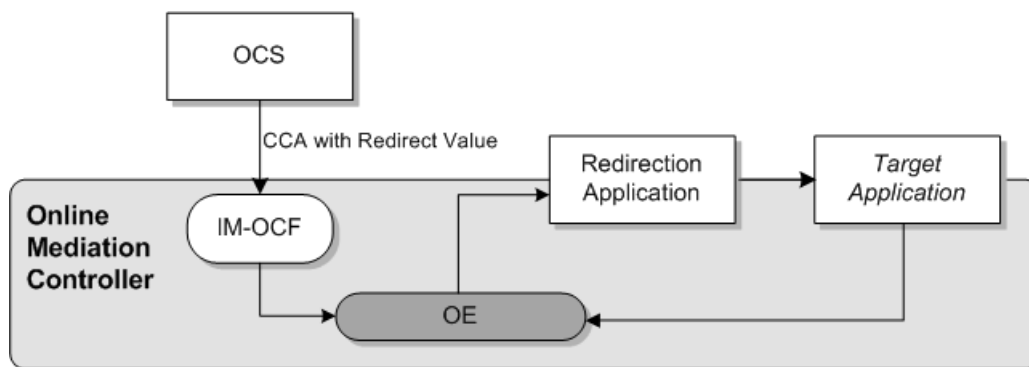 OCS
CCA with Redirect Value
Redirection
Application
Target
Application
Online
Mediation
Controller
IM-OCF
OE